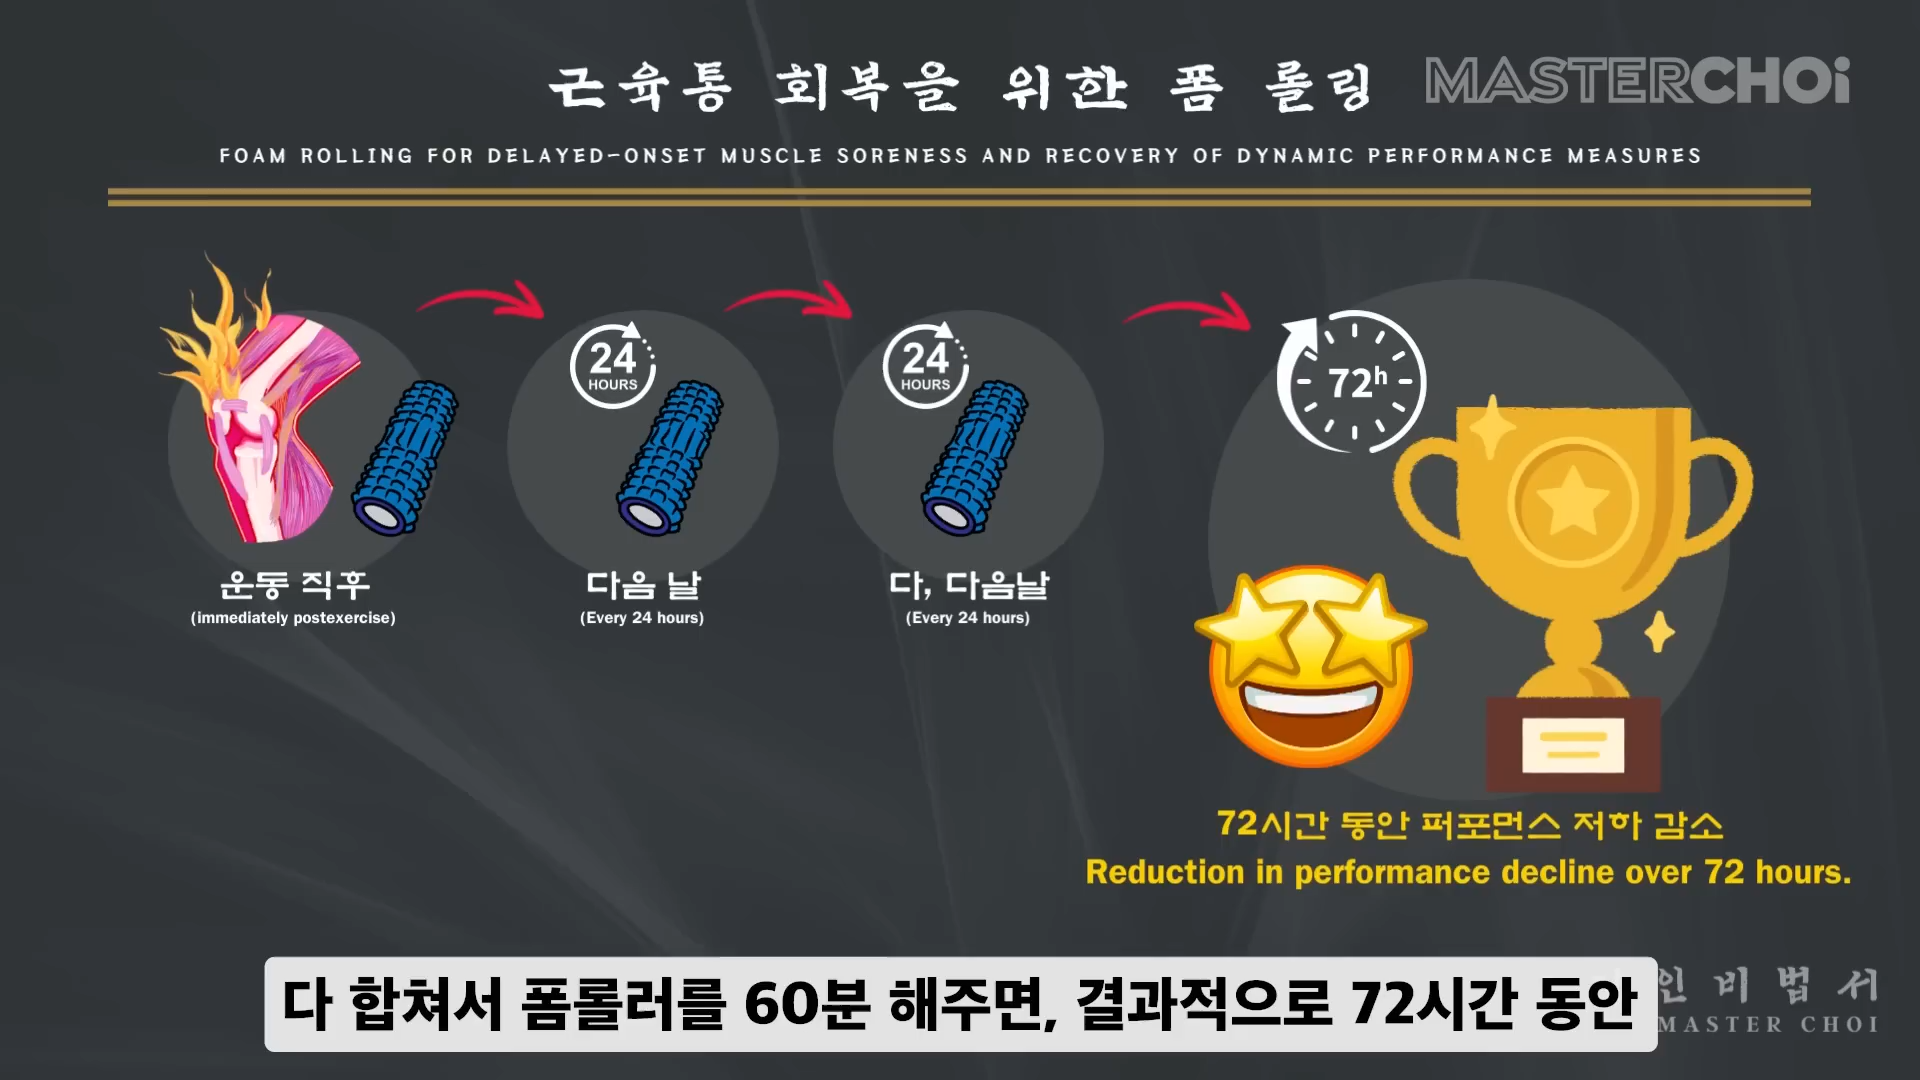 근육통 회복을 위한 폼 롤링
MASTERCHOi
FOAM ROLLING FOR DELAYED-ONSET MUSCLE SORENESS AND RECOVERY OF DYNAMIC PERFORMANCE MEASURES
24
HOURS
24
HOURS
72h
운동 직후
(immediately postexercise)
다음 날
(Every 24 hours)
다, 다음날
(Every 24 hours)
72시간 동안 퍼포먼스 저하 감소
Reduction in performance decline over 72 hours.
다 합쳐서 폼롤러를 60분 해주면, 결과적으로 72시간 동안
인비법서
MASTER CHOI